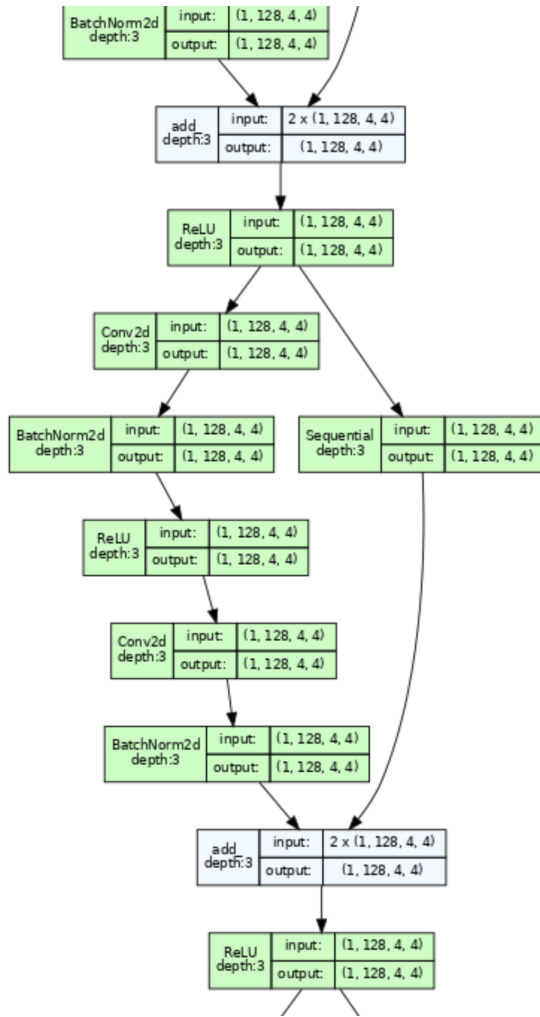 BatchNorm2d input: (1, 128, 4, 4)
depth:3 output: (1, 128, 4, 4)
add_ input: 2 x (1, 128, 4, 4)
depth:3 output: (1, 128, 4, 4)
ReLU input: (1, 128, 4, 4)
depth:3 output: (1, 128, 4, 4)
Conv2d input: (1, 128, 4, 4)
depth:3 output: (1, 128, 4, 4)
BatchNorm2d input: (1, 128, 4, 4)
depth:3 output: (1, 128, 4, 4)
Sequential input: (1, 128, 4, 4)
depth:3 output: (1, 128, 4, 4)
ReLU input: (1, 128, 4, 4)
depth:3 output: (1, 128, 4, 4)
Conv2d input: (1, 128, 4, 4)
depth:3 output: (1, 128, 4, 4)
BatchNorm2d input: (1, 128, 4, 4)
depth:3 output: (1, 128, 4, 4)
add_ input: 2 x (1, 128, 4, 4)
depth:3 output: (1, 128, 4, 4)
ReLU input: (1, 128, 4, 4)
depth:3 output: (1, 128, 4, 4)